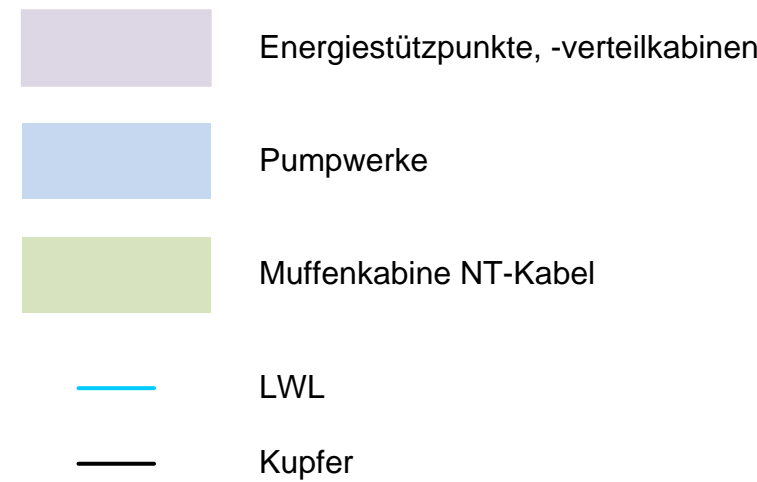 Energiestützpunkte, -verteilkabinen
Pumpwerke
Muffenkabine NT-Kabel
LWL
Kupfer